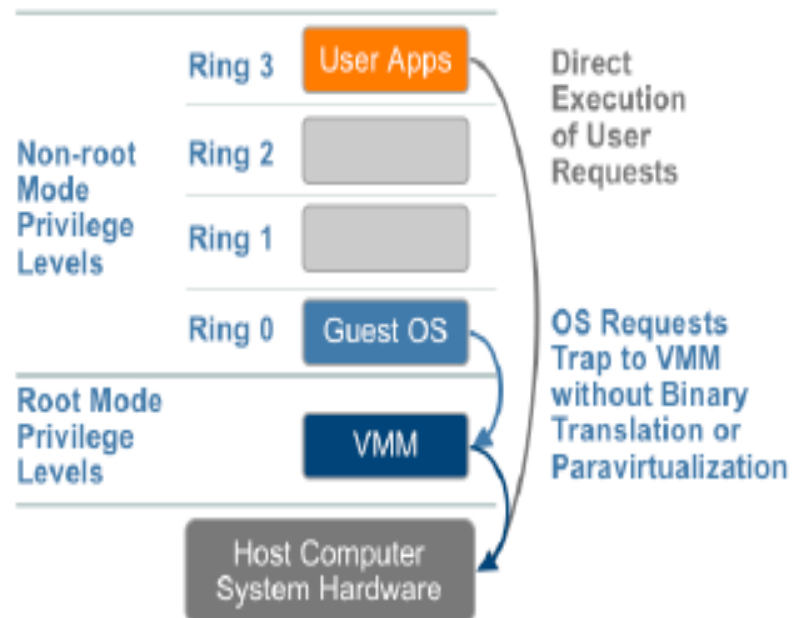 Ring 3
User Apps
Direct
Execution
of User
Requests
Non-root
Mode
Privilege
Levels
Ring 2
Ring 1
Ring 0
Guest OS
OS Requests
Trap to VMM
without Binary
Translation or
Paravirtualization
Root Mode
Privilege
Levels
VMM
Host Computer
System Hardware